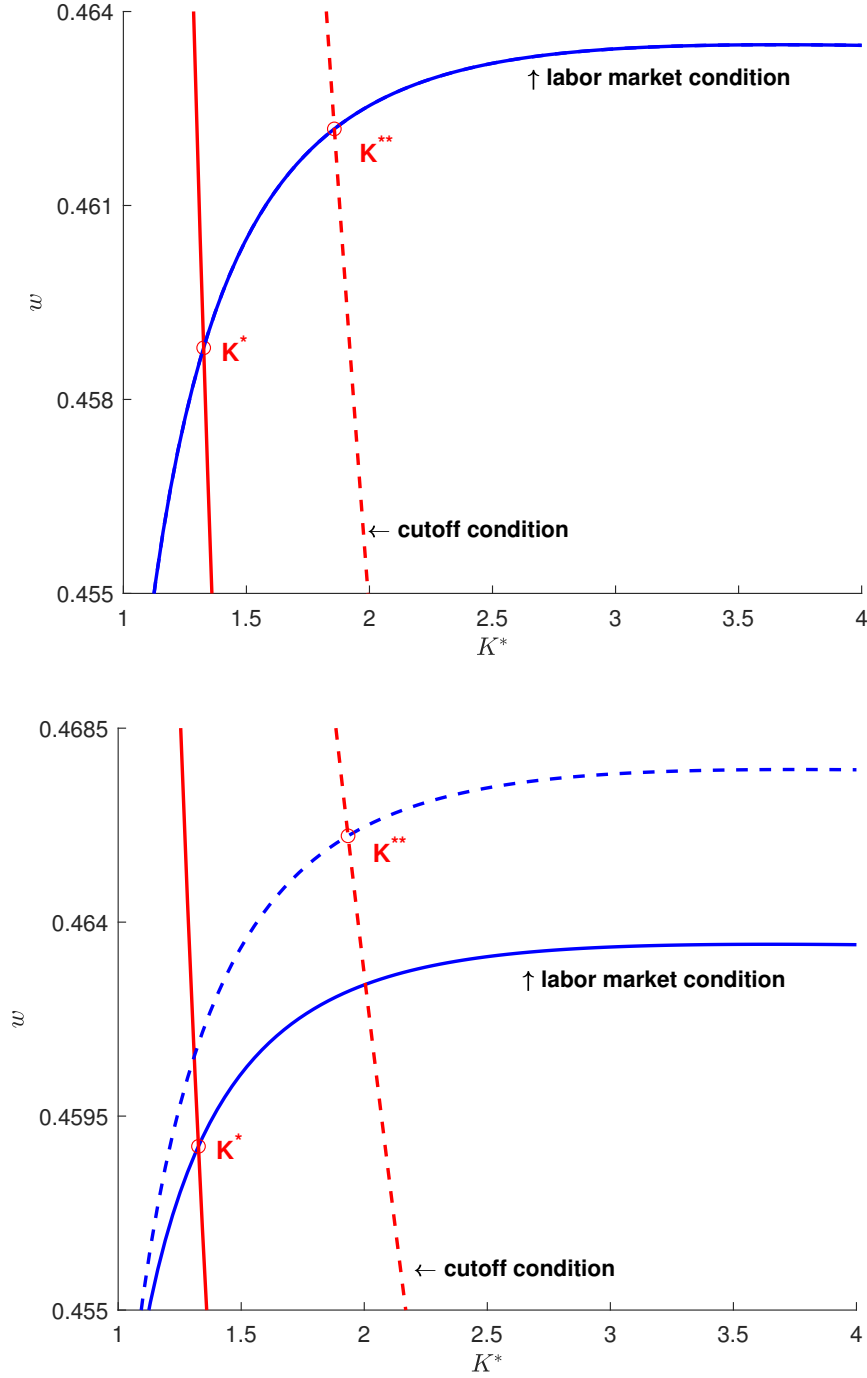 0.464
↑ labor market condition
K**
0.461
w
K*
0.458
← cutoff condition
0.455
1 1.5 2 2.5 3 3.5 4
K*
0.4685
K**
0.464
↑ labor market condition
w
0.4595
K*
← cutoff condition
0.455
1 1.5 2 2.5 3 3.5 4
K*